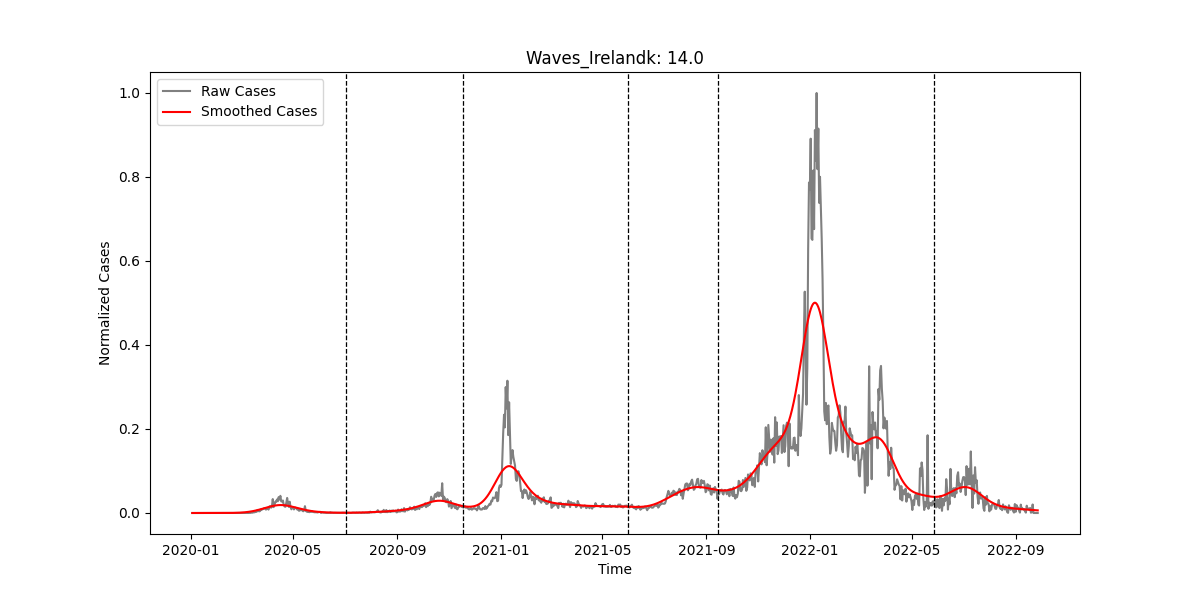 Waves_Irelandk: 14.0
Raw Cases
Smoothed Cases
Normalized Cases
1.0
0.8
0.6
0.4
0.2
0.0
2020-01 2020-05 2020-09 2021-01 2021-05 2021-09 2022-01 2022-05 2022-09
Time